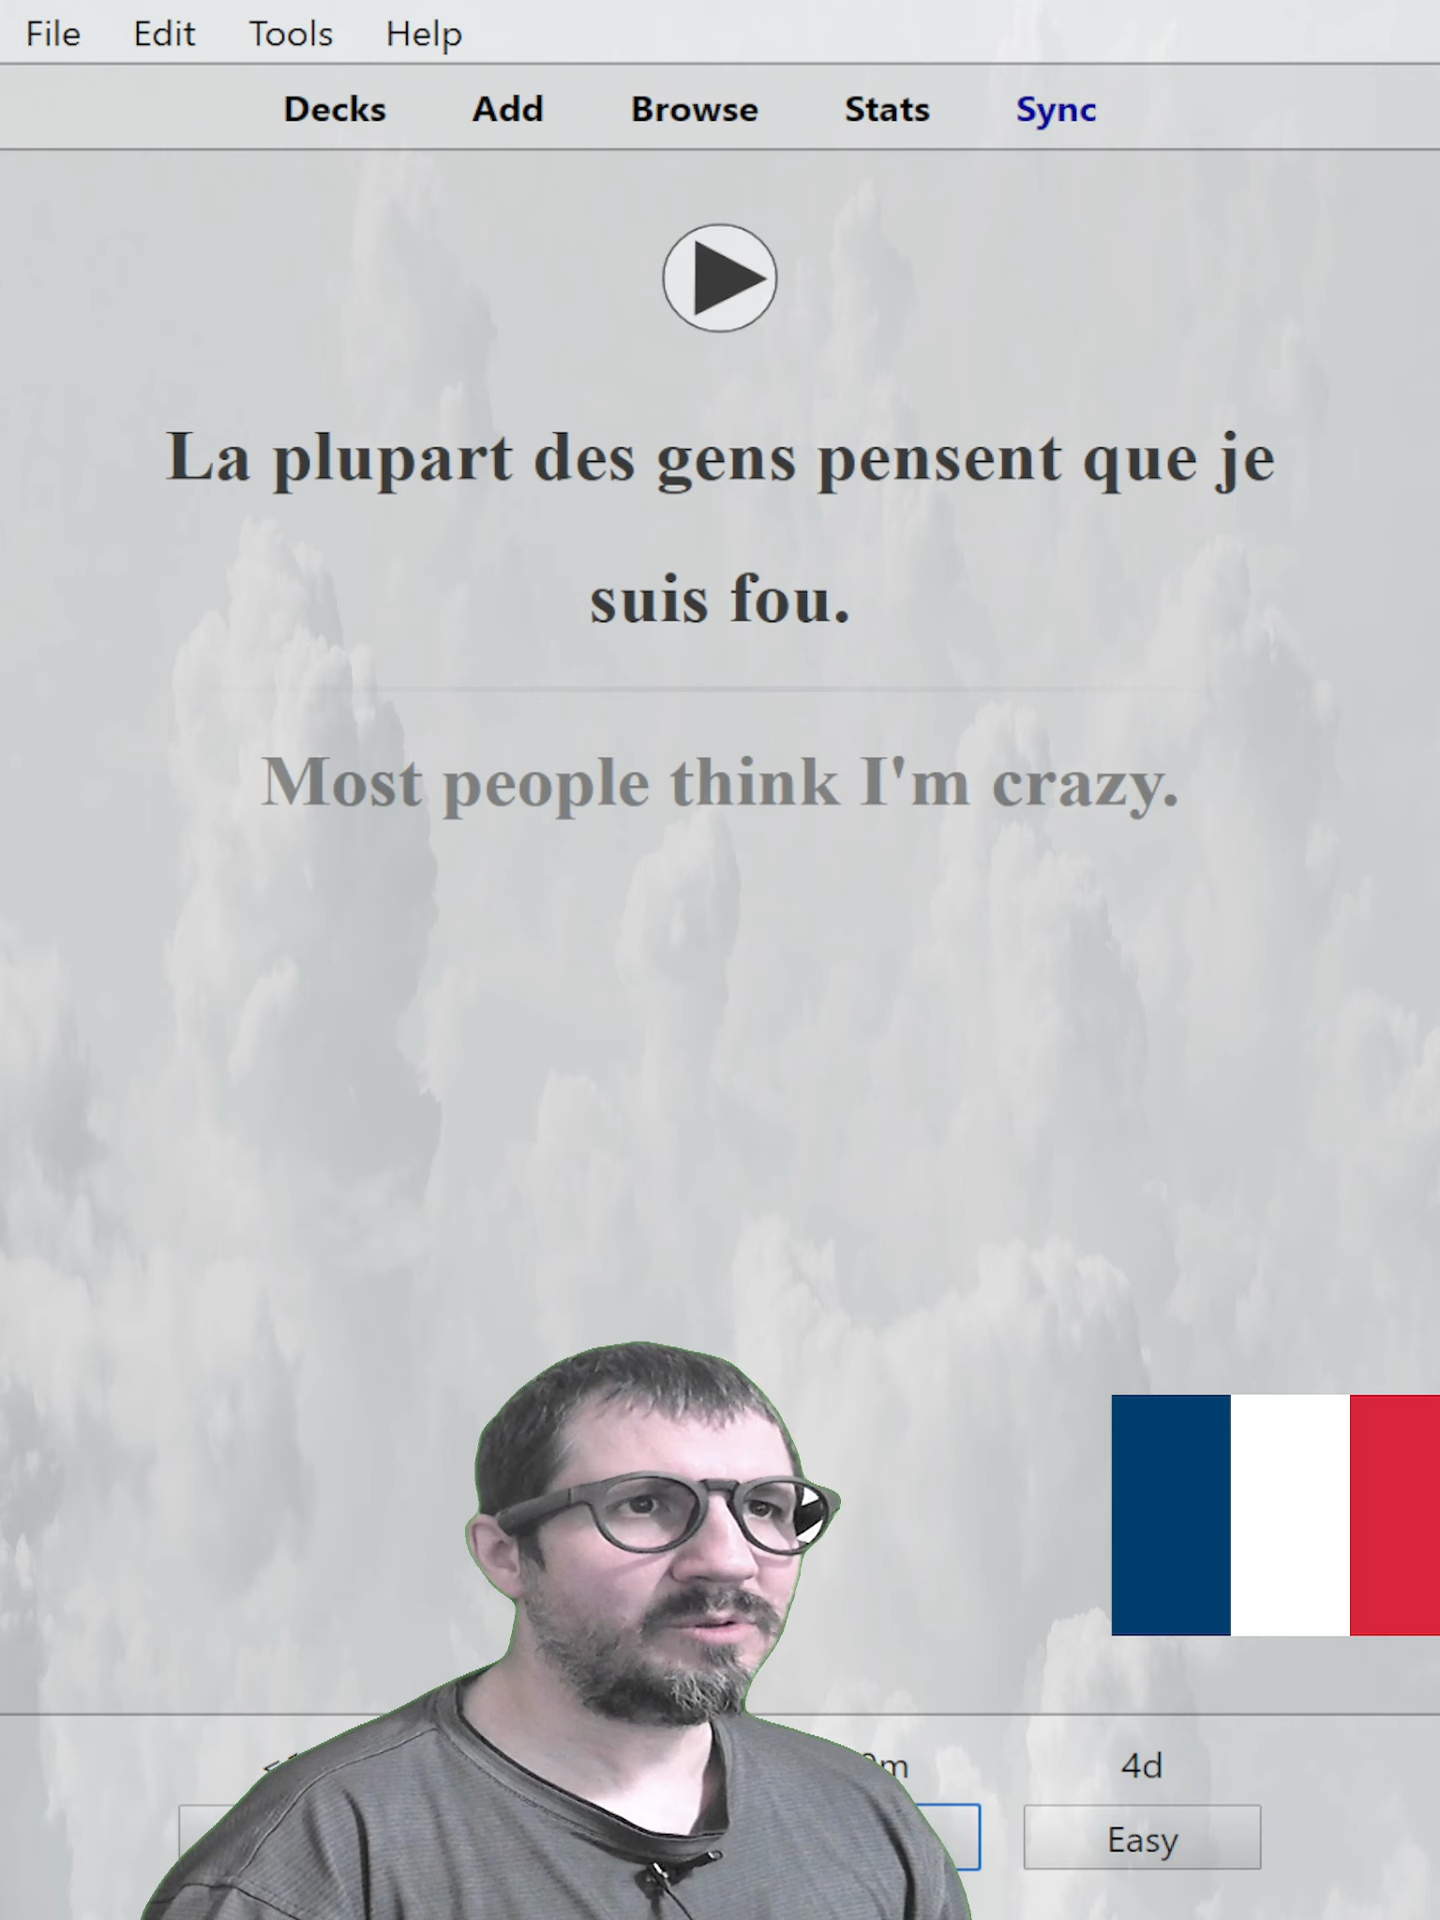 File Edit Tools Help
Decks Add Browse Stats Sync
La plupart des gens pensent que je
suis fou.
Most people think I'm crazy.
4d
Easy